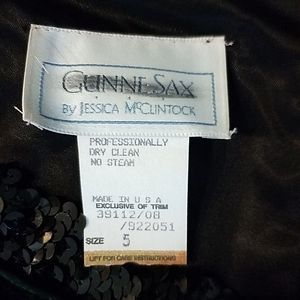 GUNNE SAX
BY JESSICA McCLINTOCK
PROFESSIONALLY
DRY CLEAN
NO STEAM
MADE IN U S A
EXCLUSIVE OF TRIM
39112/08
/922051
SIZE 5
LIFT FOR CARE INSTRUCTIONS